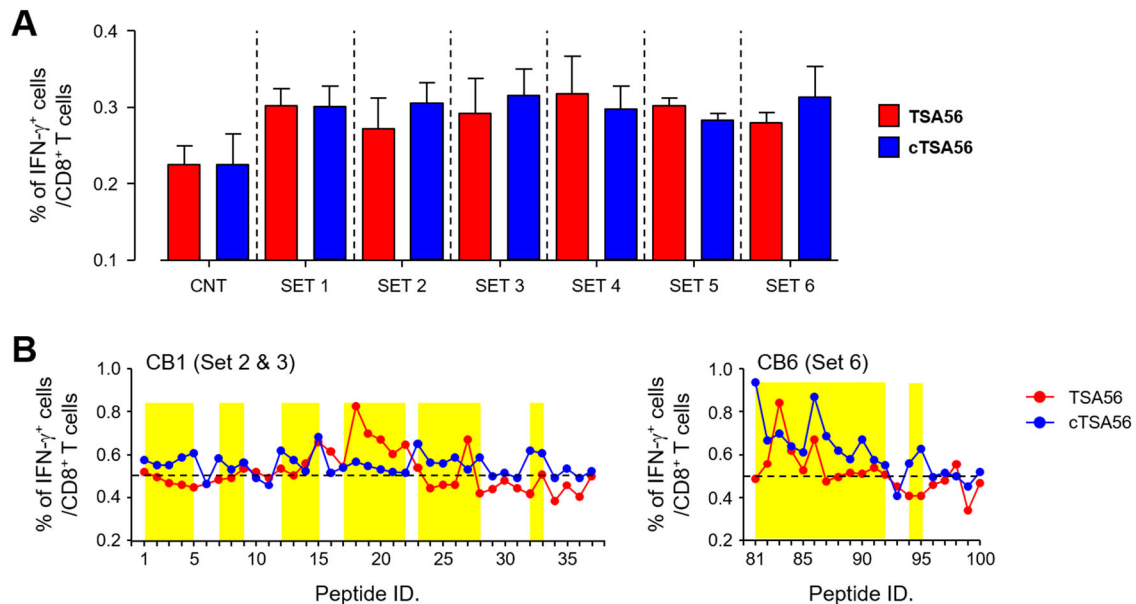 A
% of IFN-γ⁺ cells
/CD8⁺ T cells
0.4
0.3
0.2
0.1
CNT SET 1 SET 2 SET 3 SET 4 SET 5 SET 6
TSA56
cTSA56
B
% of IFN-γ⁺ cells
/CD8⁺ T cells
CB1 (Set 2 & 3)
1.0
0.8
0.6
0.4
0.2
1 5 10 15 20 25 30 35
Peptide ID.
% of IFN-γ⁺ cells
/CD8⁺ T cells
CB6 (Set 6)
1.0
0.8
0.6
0.4
0.2
81 85 90 95 100
Peptide ID.
TSA56
cTSA56